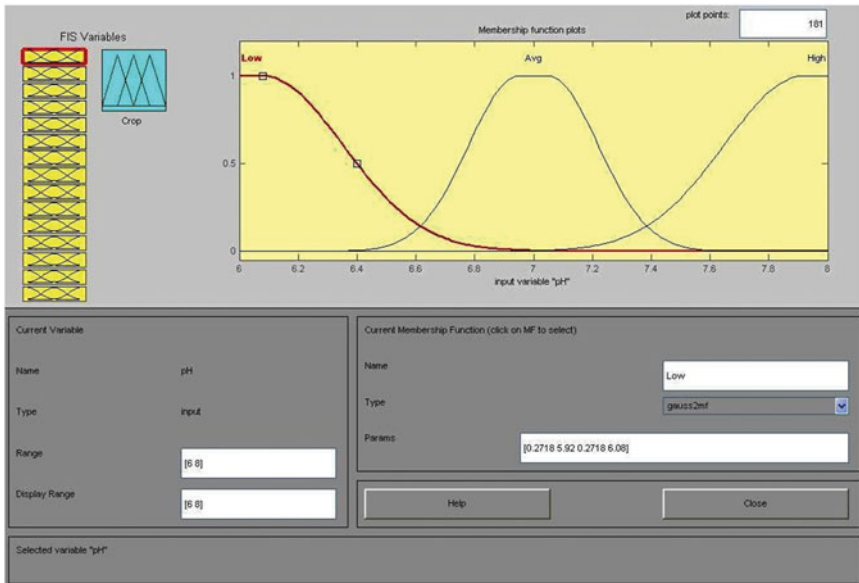 plot points:
181
FIS Variables
Membership function plots
Crop
Low
Avg
High
1
0.5
0
6
6.2
6.4
6.6
6.8
7
7.2
7.4
7.6
7.8
8
input variable "pH"
Current Variable
Name
pH
Type
input
Range
[6 8]
Display Range
[6 8]
Current Membership Function (click on MF to select)
Name
Low
Type
gauss2mf
Params
[0.2718 5.92 0.2718 6.08]
Help
Close
Selected variable "pH"